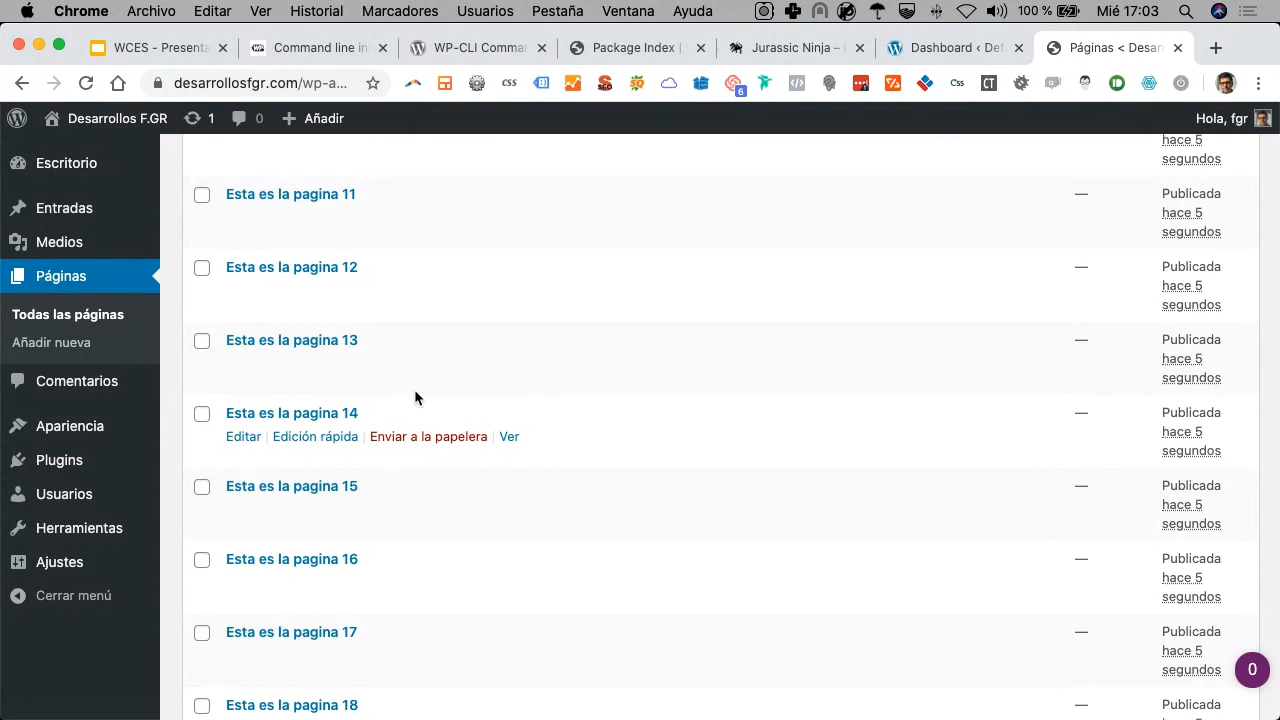 Chrome Archivo Editar Ver Historial Marcadores Usuarios Pestaña Ventana Ayuda 100 % Mié 17:03
WCES - Presenta Command line in WP-CLI Comma Package Index | Jurassic Ninja – L Dashboard ‹ Def Páginas < Desar
desarrollosfgr.com/wp-a... css 6 Css CT
Desarrollos F.GR 1 0 Añadir Hola, fgr
Escritorio
Entradas
Medios
Páginas
Todas las páginas
Añadir nueva
Comentarios
Apariencia
Plugins
Usuarios
Herramientas
Ajustes
Cerrar menú
hace 5
segundos
Esta es la pagina 11 — Publicada
hace 5
segundos
Esta es la pagina 12 — Publicada
hace 5
segundos
Esta es la pagina 13 — Publicada
hace 5
segundos
Esta es la pagina 14 — Publicada
Editar | Edición rápida | Enviar a la papelera | Ver
hace 5
segundos
Esta es la pagina 15 — Publicada
hace 5
segundos
Esta es la pagina 16 — Publicada
hace 5
segundos
Esta es la pagina 17 — Publicada
hace 5
segundos
Esta es la pagina 18 — Publicada
0